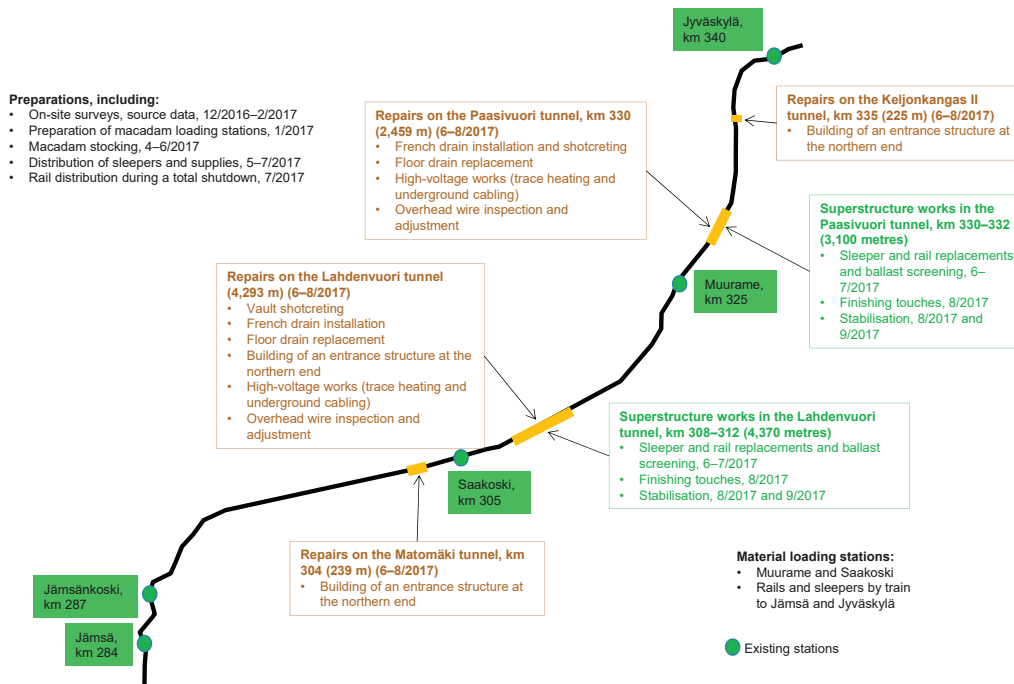 Jyväskylä,
km 340
Preparations, including:
• On-site surveys, source data, 12/2016–2/2017
• Preparation of macadam loading stations, 1/2017
• Macadam stocking, 4–6/2017
• Distribution of sleepers and supplies, 5–7/2017
• Rail distribution during a total shutdown, 7/2017
Repairs on the Paasivuori tunnel, km 330
(2,459 m) (6–8/2017)
• French drain installation and shotcreting
• Floor drain replacement
• High-voltage works (trace heating and
underground cabling)
• Overhead wire inspection and
adjustment
Repairs on the Keljonkangas II
tunnel, km 335 (225 m) (6–8/2017)
• Building of an entrance structure at
the northern end
Superstructure works in the
Paasivuori tunnel, km 330–332
(3,100 metres)
• Sleeper and rail replacements
and ballast screening, 6–
7/2017
• Finishing touches, 8/2017
• Stabilisation, 8/2017 and
9/2017
Muurame,
km 325
Repairs on the Lahdenvuori tunnel
(4,293 m) (6–8/2017)
• Vault shotcreting
• French drain installation
• Floor drain replacement
• Building of an entrance structure at the
northern end
• High-voltage works (trace heating and
underground cabling)
• Overhead wire inspection and
adjustment
Superstructure works in the Lahdenvuori
tunnel, km 308–312 (4,370 metres)
• Sleeper and rail replacements and ballast
screening, 6–7/2017
• Finishing touches, 8/2017
• Stabilisation, 8/2017 and 9/2017
Saakoski,
km 305
Repairs on the Matomäki tunnel, km
304 (239 m) (6–8/2017)
• Building of an entrance structure at
the northern end
Jämsänkoski,
km 287
Jämsä,
km 284
Material loading stations:
• Muurame and Saakoski
• Rails and sleepers by train
to Jämsä and Jyväskylä
Existing stations